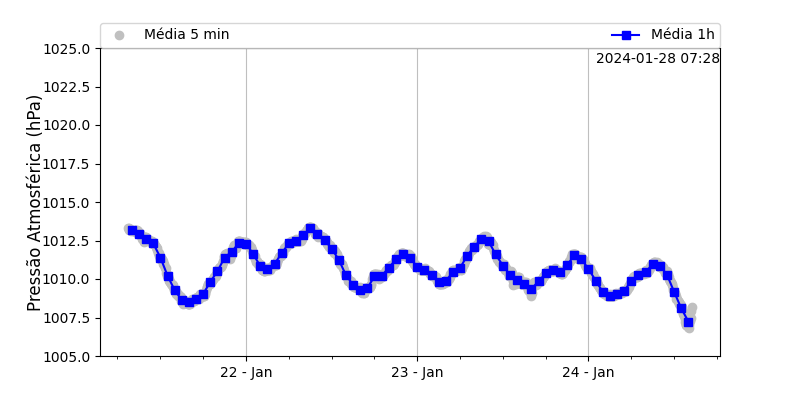 Média 5 min
Média 1h
2024-01-28 07:28
Pressão Atmosférica (hPa)
1025.0
1022.5
1020.0
1017.5
1015.0
1012.5
1010.0
1007.5
1005.0
22 - Jan
23 - Jan
24 - Jan